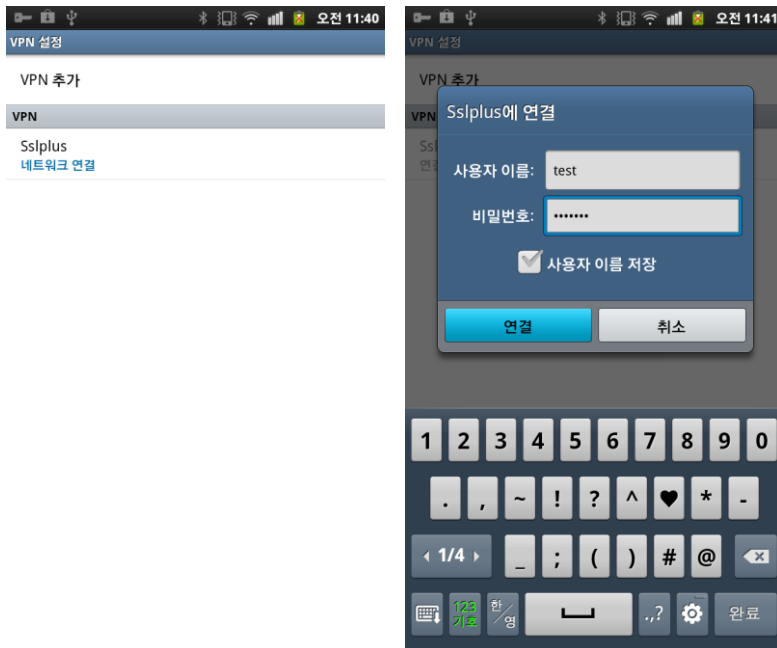 오전 11:40
VPN 설정
VPN 추가
VPN
Sslplus
네트워크 연결
오전 11:41
VPN 설정
VPN 추가
VPN
Ssl
Sslplus에 연결
사용자 이름: test
비밀번호: •••••••
사용자 이름 저장
연결 취소
1 2 3 4 5 6 7 8 9 0
. , ~ ! ? ^ ♥ * -
1/4 _ ; ( ) # @
123 기호 한/영 .,? 완료